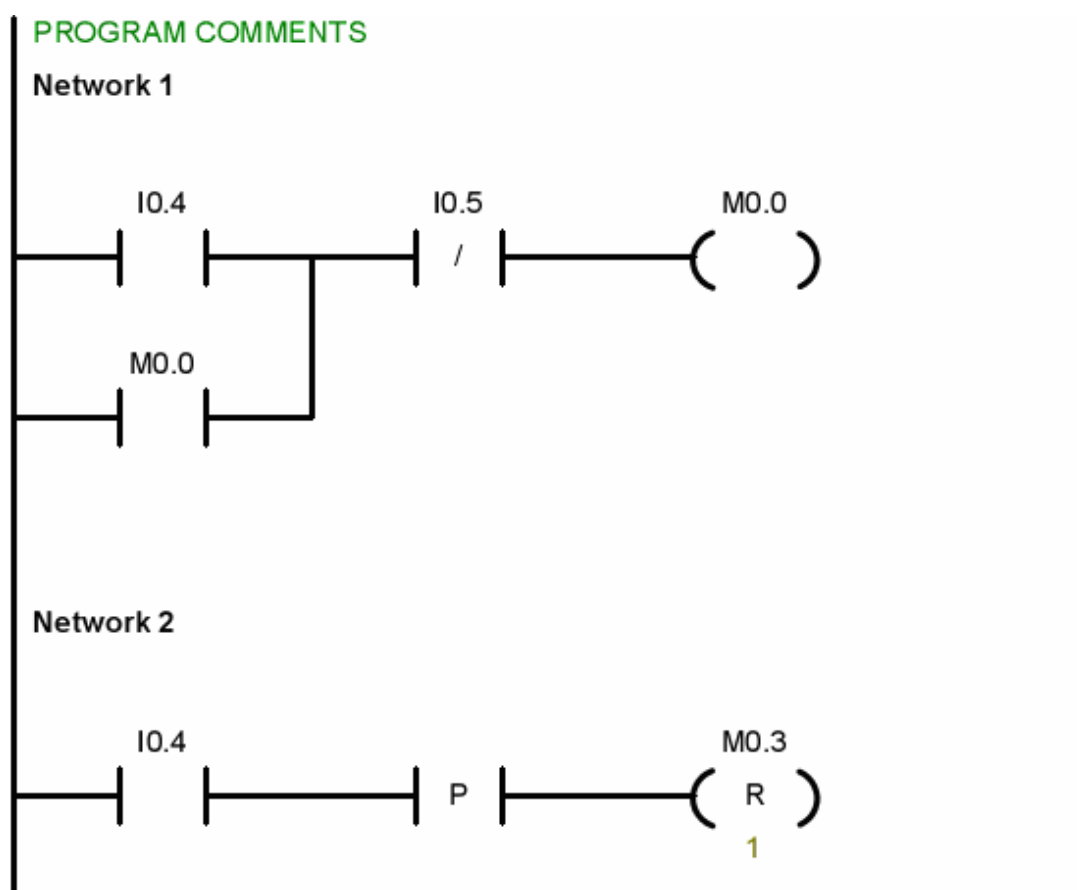 PROGRAM COMMENTS
Network 1
I0.4 I0.5 M0.0
/
M0.0
Network 2
I0.4 M0.3
P R
1